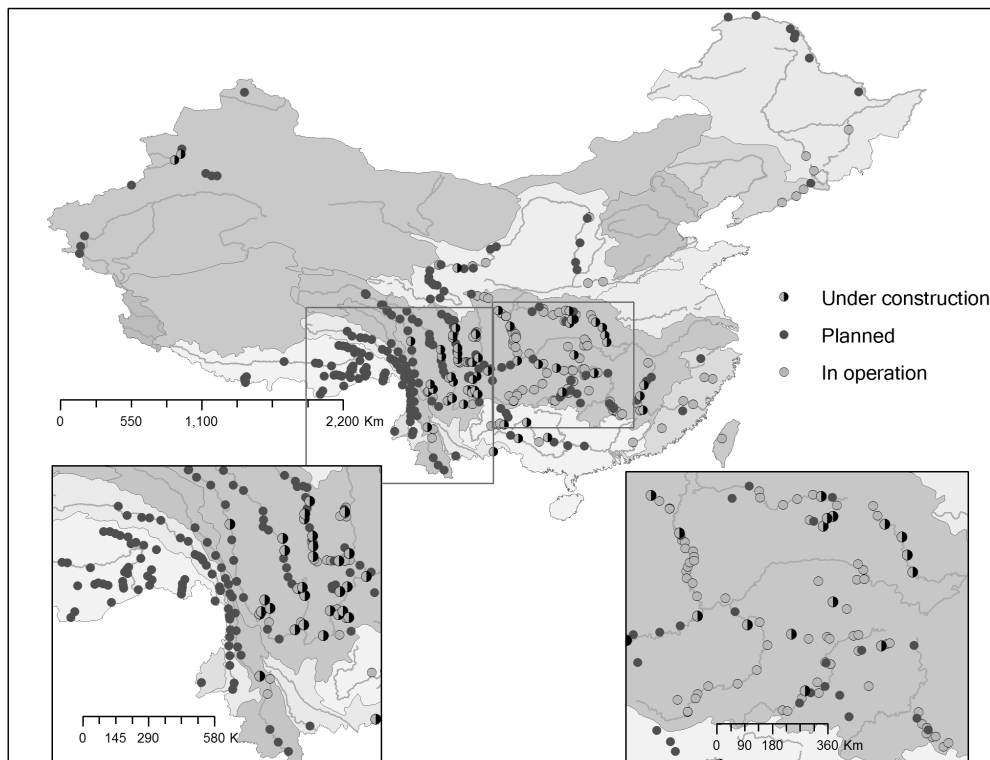 Under construction
Planned
In operation
0 550 1,100 2,200 Km
0 145 290 580 K
0 90 180 360 Km